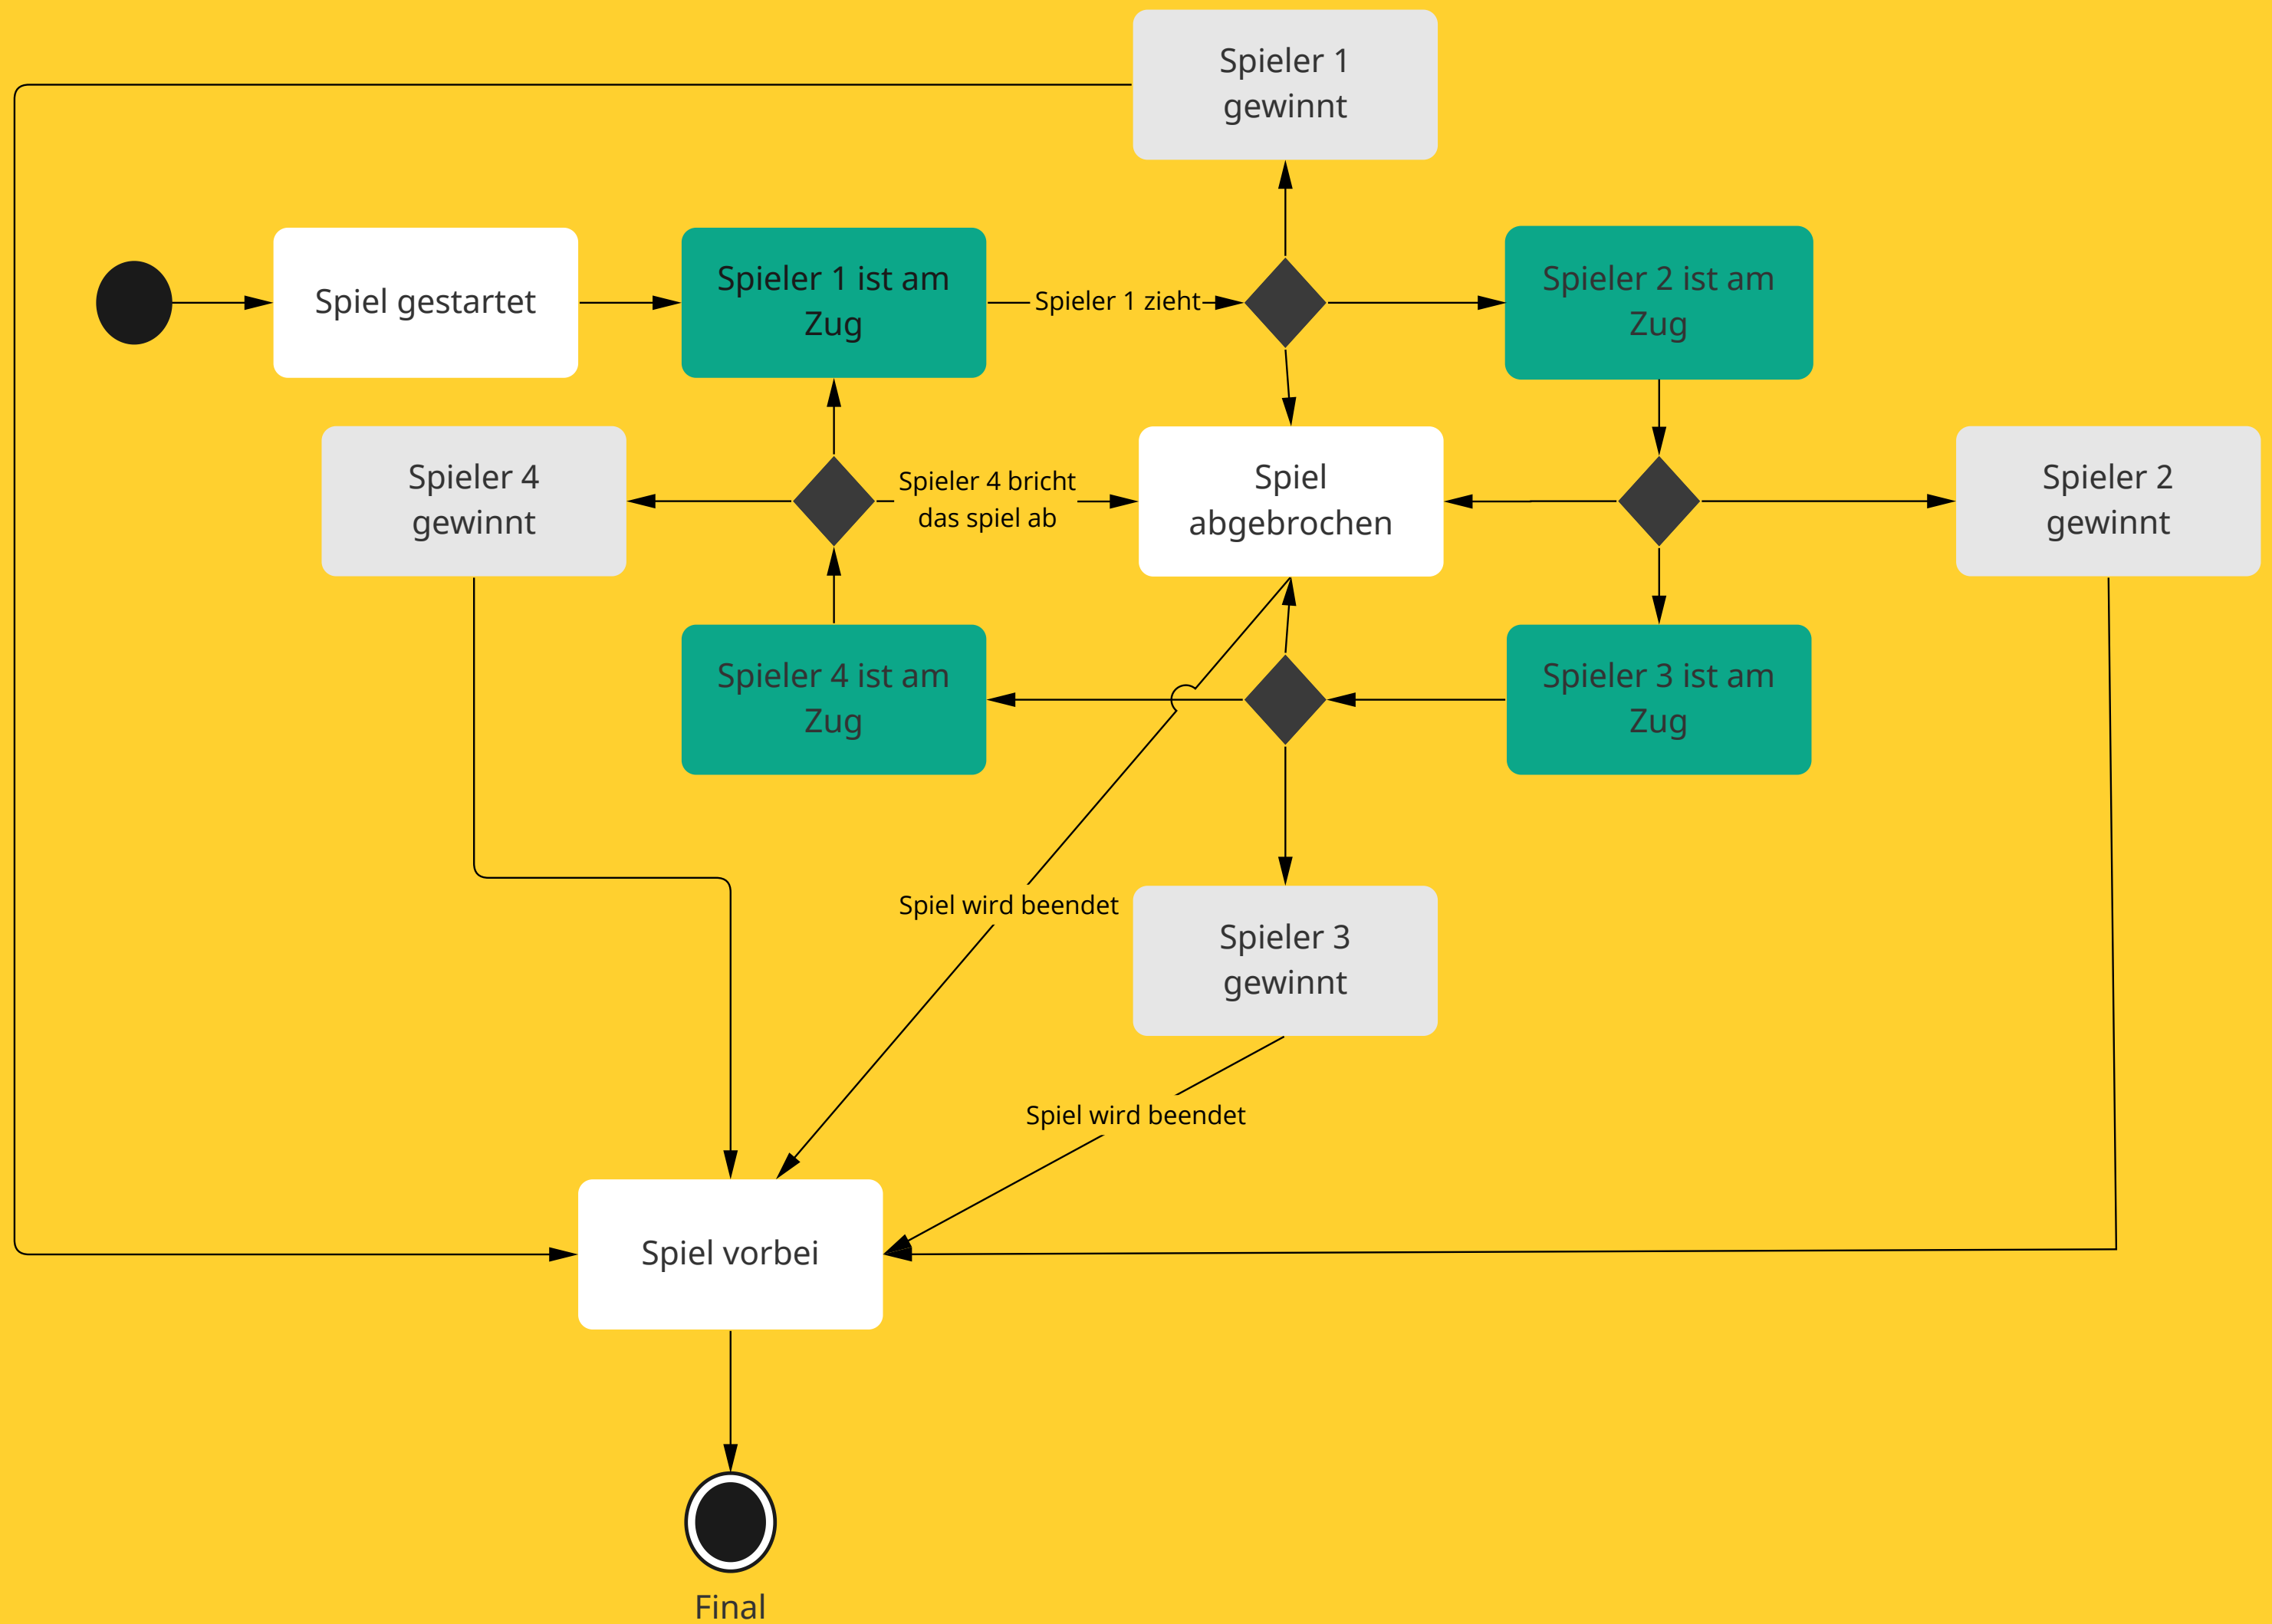 Spieler 1
gewinnt
Spiel gestartet
Spieler 1 ist am
Zug
Spieler 1 zieht
Spieler 2 ist am
Zug
Spieler 4
gewinnt
Spieler 4 bricht
das spiel ab
Spiel
abgebrochen
Spieler 2
gewinnt
Spieler 4 ist am
Zug
Spieler 3 ist am
Zug
Spiel wird beendet
Spieler 3
gewinnt
Spiel wird beendet
Spiel vorbei
Final